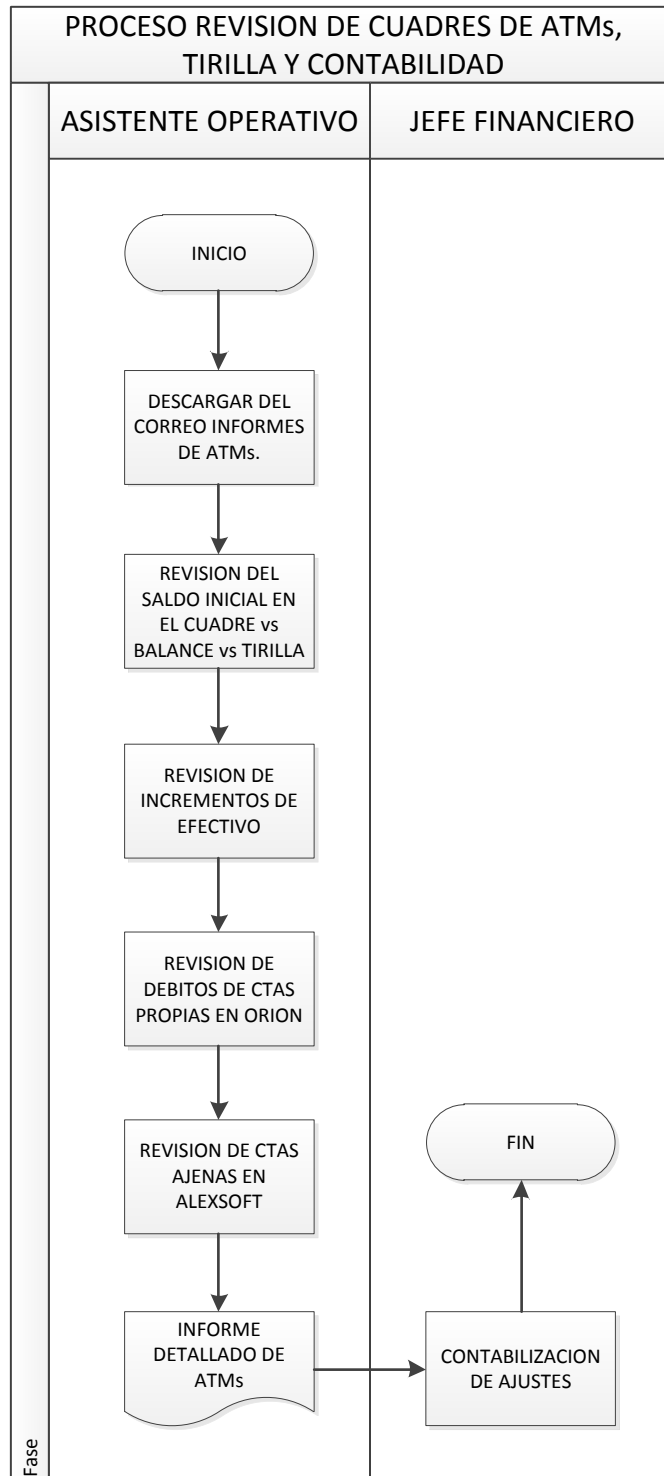 PROCESO REVISION DE CUADRES DE ATMs,
TIRILLA Y CONTABILIDAD
ASISTENTE OPERATIVO
JEFE FINANCIERO
INICIO
DESCARGAR DEL
CORREO INFORMES
DE ATMs.
REVISION DEL
SALDO INICIAL EN
EL CUADRE vs
BALANCE vs TIRILLA
REVISION DE
INCREMENTOS DE
EFECTIVO
REVISION DE
DEBITOS DE CTAS
PROPIAS EN ORION
REVISION DE CTAS
AJENAS EN
ALEXSOFT
INFORME
DETALLADO DE
ATMs
CONTABILIZACION
DE AJUSTES
FIN
Fase